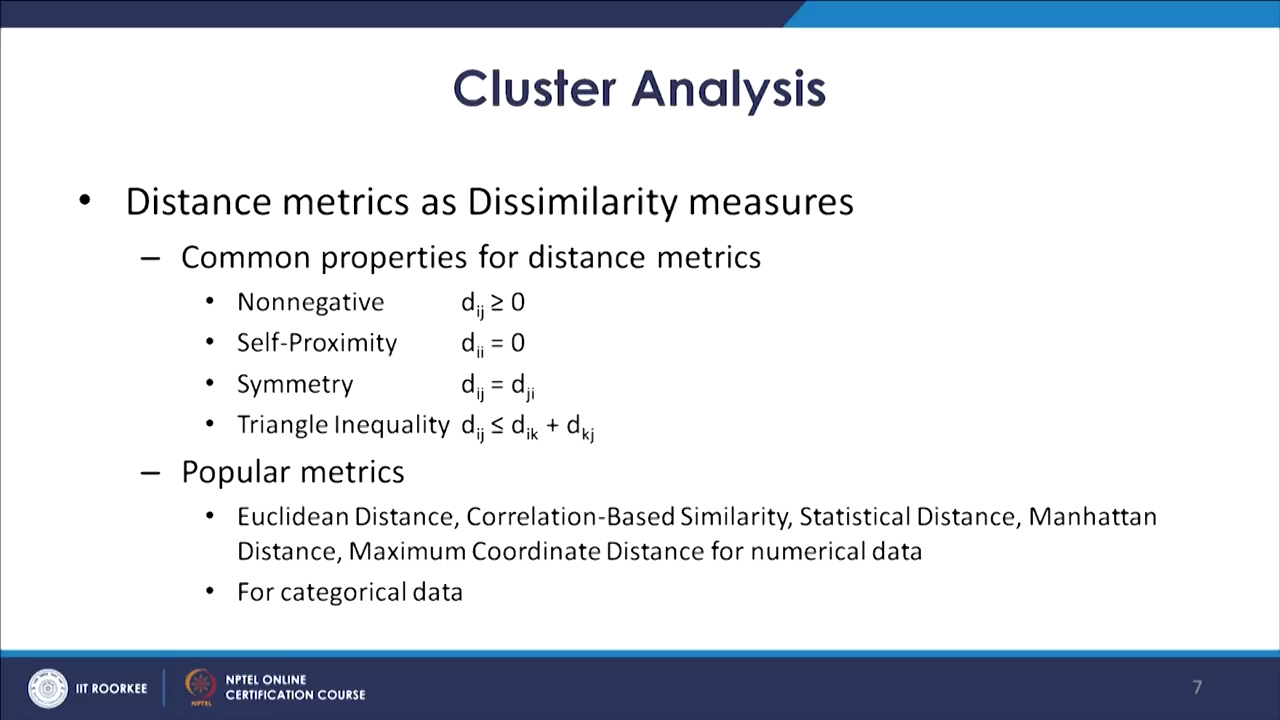 Cluster Analysis
• Distance metrics as Dissimilarity measures
– Common properties for distance metrics
• Nonnegative dij ≥ 0
• Self-Proximity dii = 0
• Symmetry dij = dji
• Triangle Inequality dij ≤ dik + dkj
– Popular metrics
• Euclidean Distance, Correlation-Based Similarity, Statistical Distance, Manhattan
Distance, Maximum Coordinate Distance for numerical data
• For categorical data
IIT ROORKEE
NPTEL
NPTEL ONLINE
CERTIFICATION COURSE
7